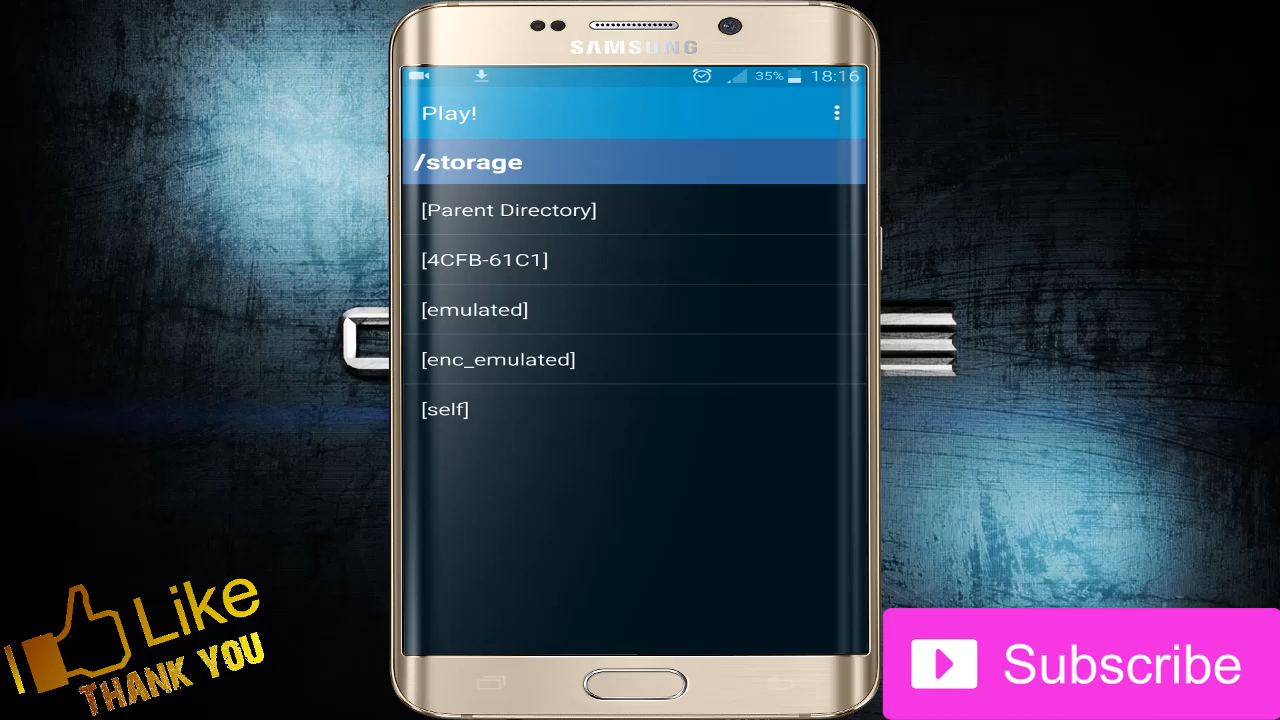 SAMSUNG
35% 18:16
Play!
/storage
[Parent Directory]
[4CFB-61C1]
[emulated]
[enc_emulated]
[self]
Like
THANK YOU
Subscribe